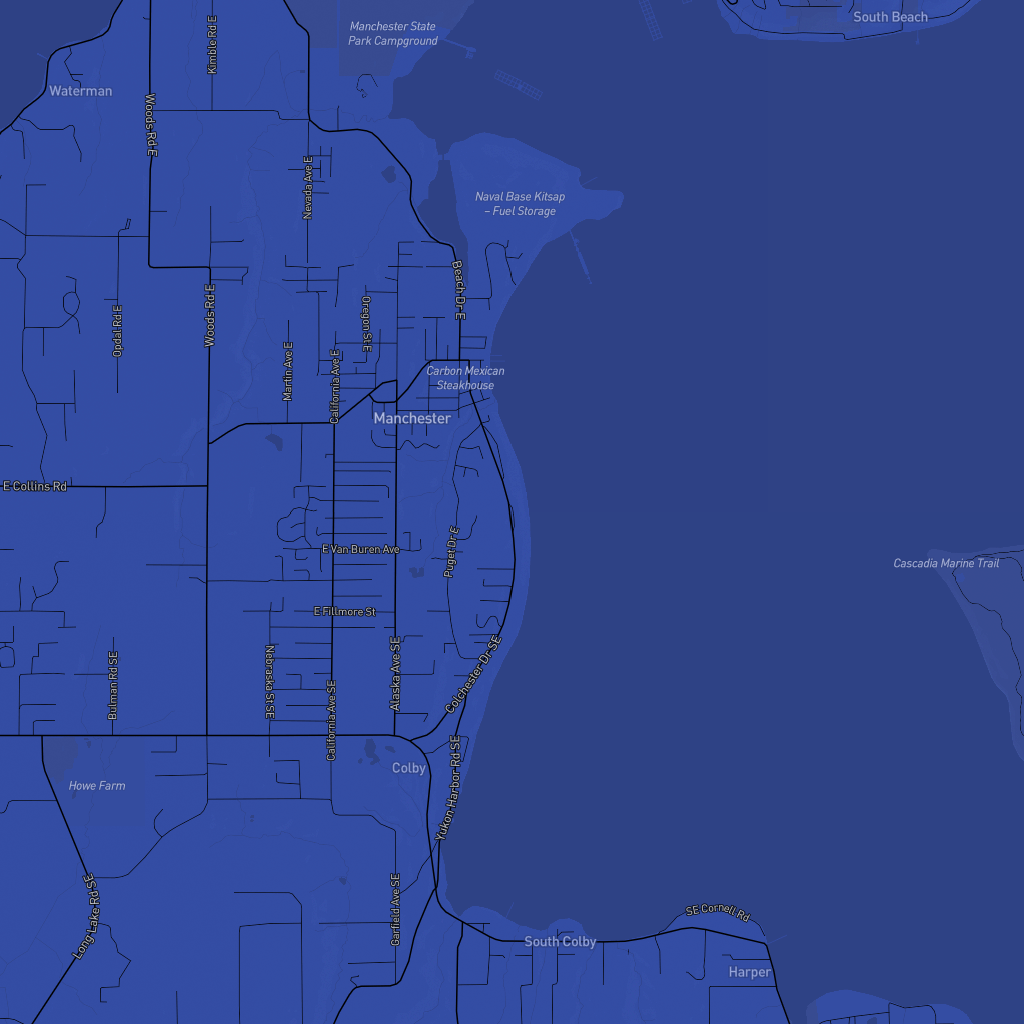 South Beach
Manchester State
Park Campground
Kimble Rd E
Waterman
Woods Rd E
Nevada Ave E
Naval Base Kitsap
– Fuel Storage
Beach Dr E
Woods Rd E
Opdal Rd E
Oregon St E
Martin Ave E
California Ave E
Carbon Mexican
Steakhouse
Manchester
E Collins Rd
Puget Dr E
E Van Buren Ave
Cascadia Marine Trail
E Fillmore St
Bulman Rd SE
Nebraska St SE
Alaska Ave SE
Colchester Dr SE
California Ave SE
Yukon Harbor Rd SE
Colby
Howe Farm
Long Lake Rd SE
Garfield Ave SE
SE Cornell Rd
South Colby
Harper